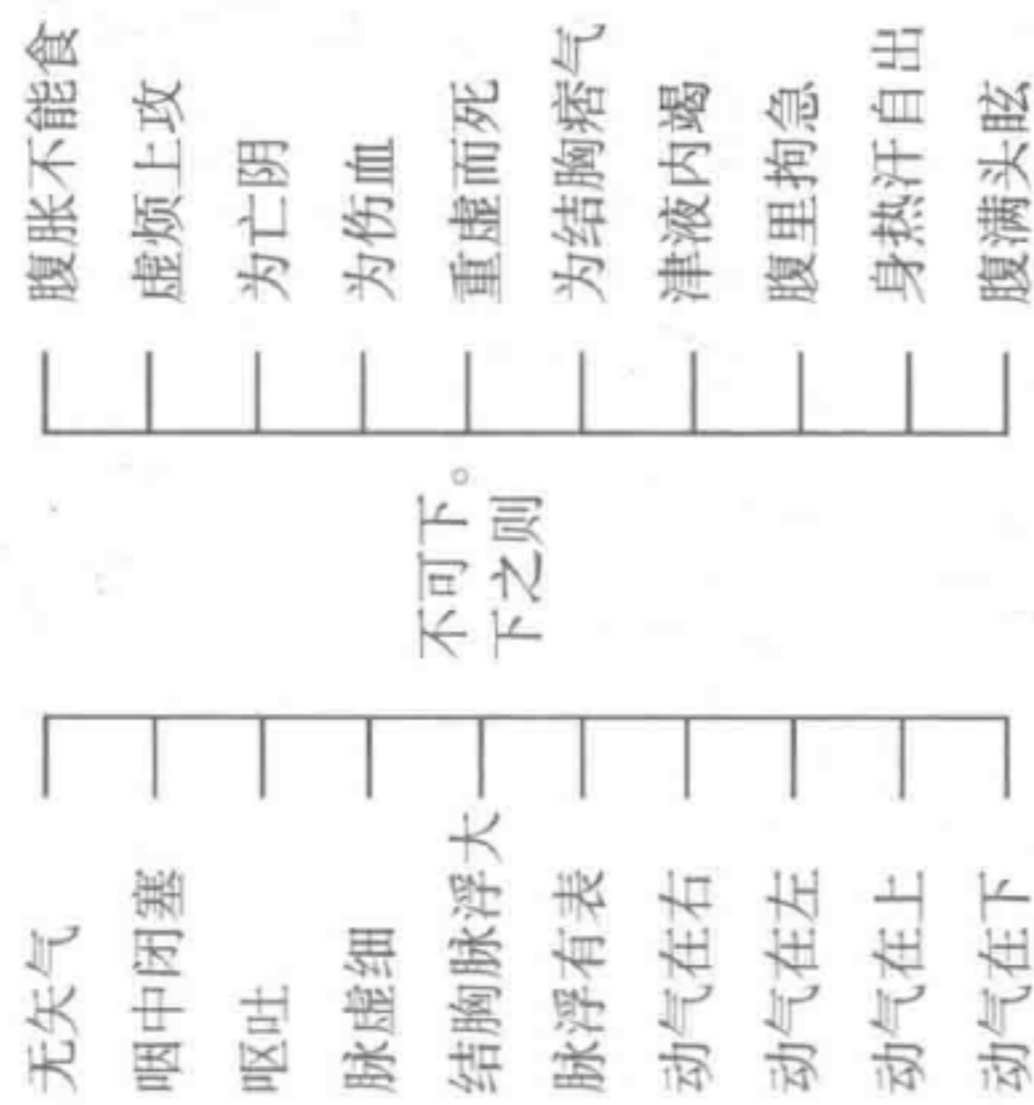 无矢气
咽中闭塞
呕吐
脉虚细
结胸脉浮大
脉浮有表
动气在右
动气在左
动气在上
动气在下
不可下。
下之则
腹胀不能食
虚烦上攻
为亡阴
为伤血
重虚而死
为结胸痞气
津液内竭
腹里拘急
身热汗自出
腹满头眩